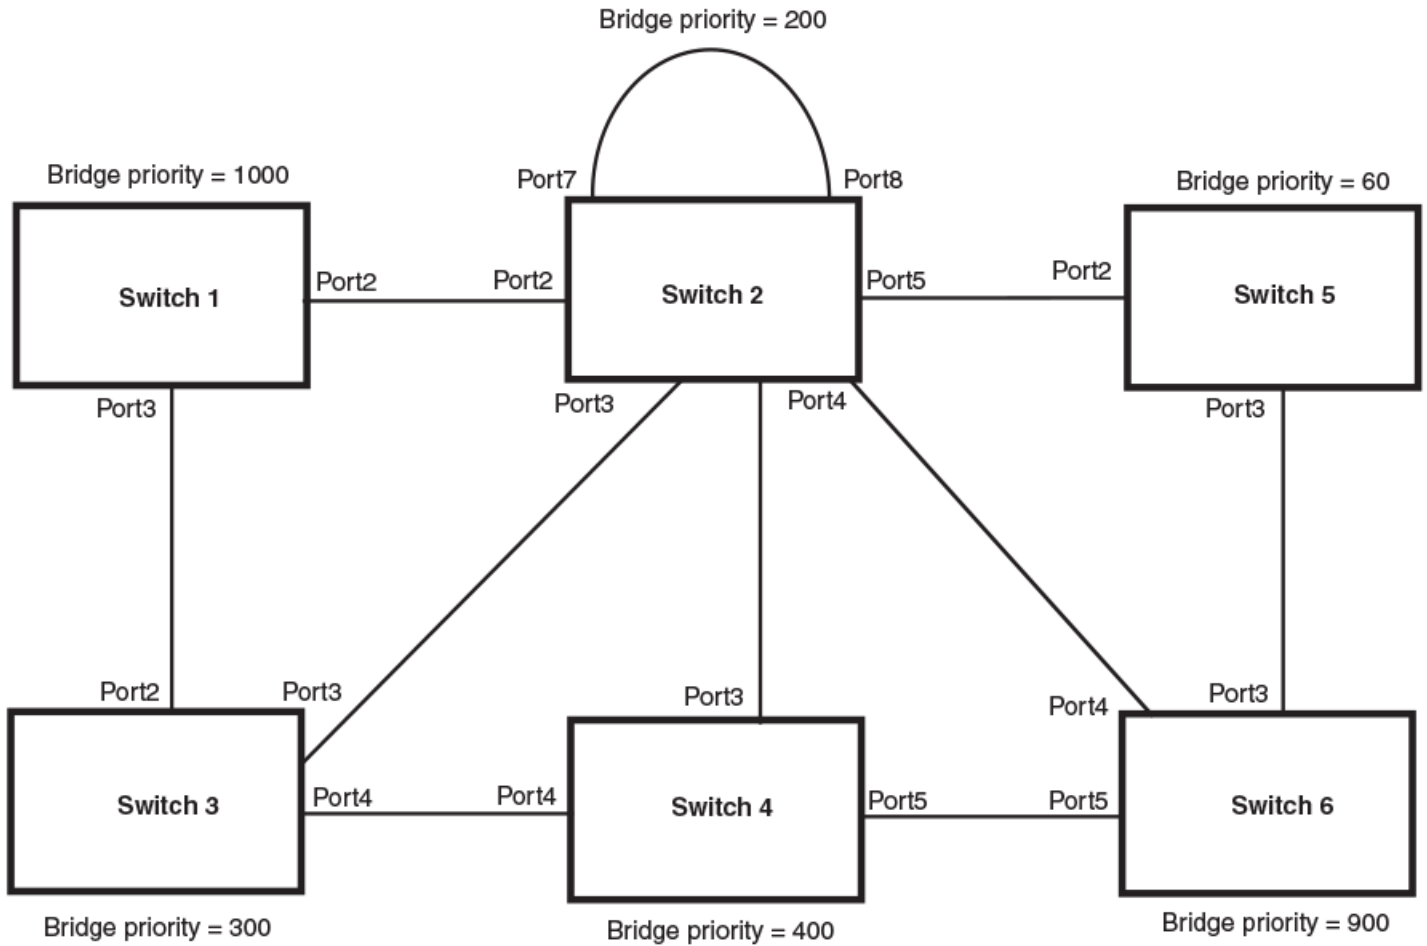 Bridge priority = 200
Bridge priority = 1000
Port7
Port8
Bridge priority = 60
Switch 1
Port2
Port2
Switch 2
Port5
Port2
Switch 5
Port3
Port3
Port4
Port3
Port2
Port3
Port3
Port4
Port3
Switch 3
Port4
Port4
Switch 4
Port5
Port5
Switch 6
Bridge priority = 300
Bridge priority = 400
Bridge priority = 900